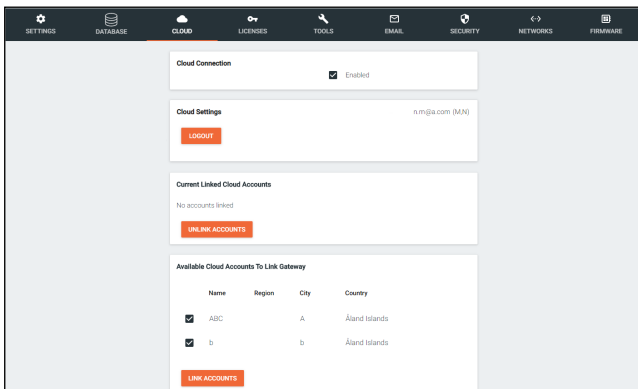 SETTINGS DATABASE CLOUD LICENSES TOOLS EMAIL SECURITY NETWORKS FIRMWARE
Cloud Connection
Enabled
Cloud Settings n.m@a.com (M,N)
LOGOUT
Current Linked Cloud Accounts
No accounts linked
UNLINK ACCOUNTS
Available Cloud Accounts To Link Gateway
Name Region City Country
ABC A Åland Islands
b b Åland Islands
LINK ACCOUNTS